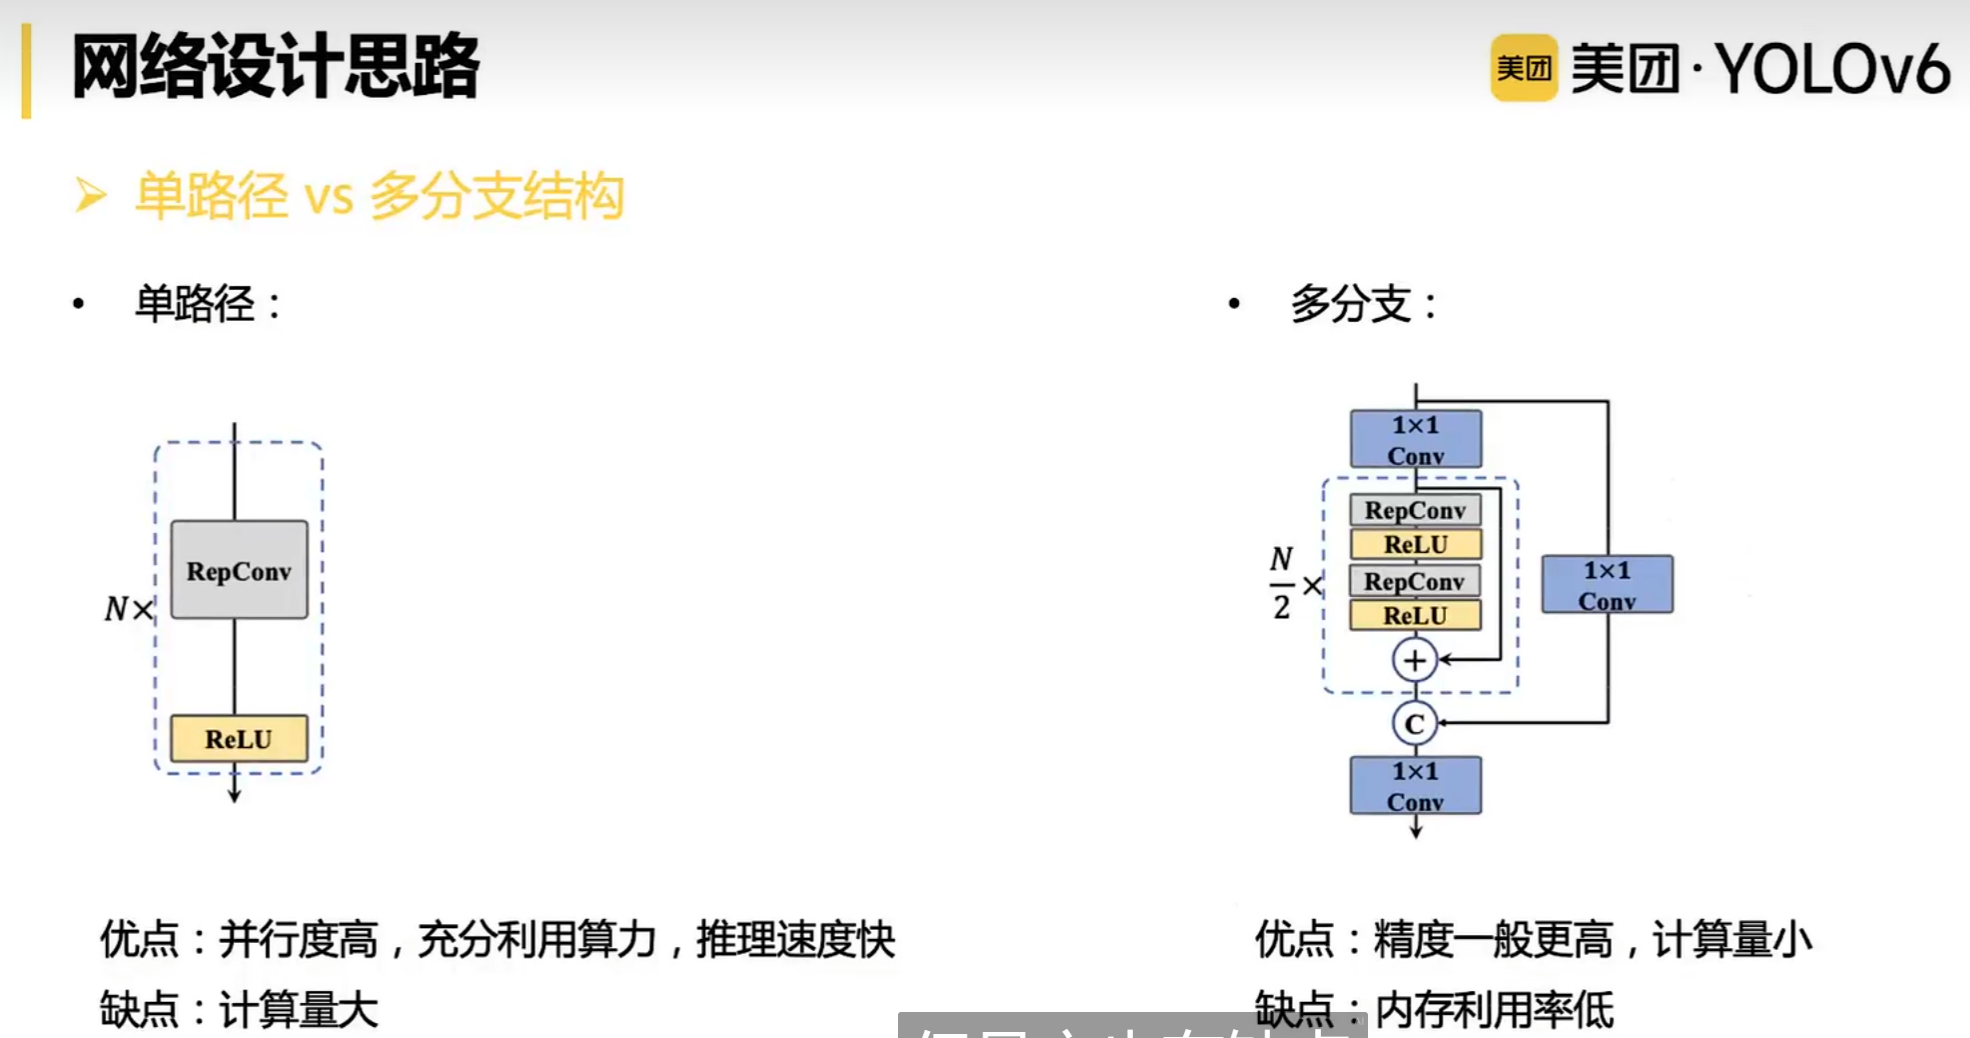 网络设计思路
美团 美团·YOLOv6
单路径 vs 多分支结构
• 单路径：
N×
RepConv
ReLU
优点：并行度高，充分利用算力，推理速度快
缺点：计算量大
• 多分支：
1×1
Conv
N/2 ×
RepConv
ReLU
RepConv
ReLU
+
C
1×1
Conv
1×1
Conv
优点：精度一般更高，计算量小
缺点：内存利用率低